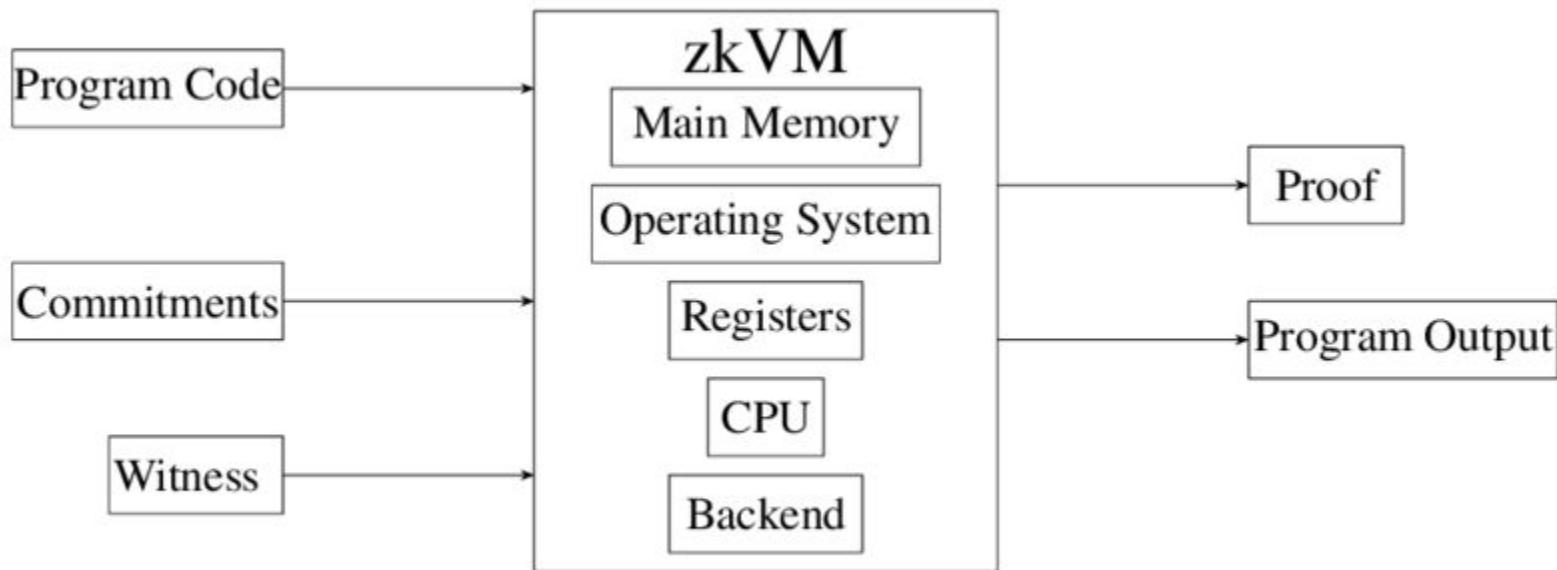 Program Code
Commitments
Witness
zkVM
Main Memory
Operating System
Registers
CPU
Backend
Proof
Program Output